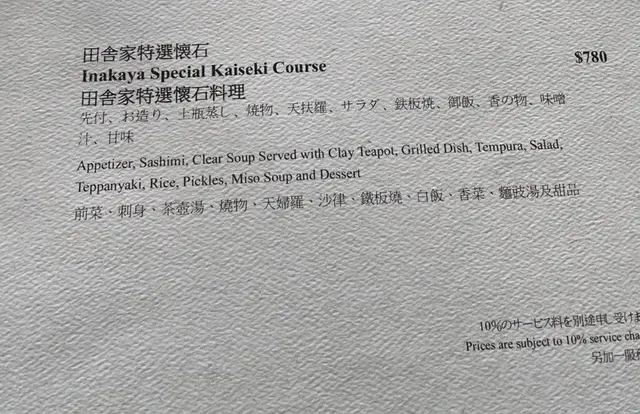 田舎家特選懐石
Inakaya Special Kaiseki Course
$780
田舍家特選懷石料理
先付、お造り、土瓶蒸し、焼物、天扶羅、サラダ、鉄板焼、御飯、香の物、味噌
汁、甘味
Appetizer, Sashimi, Clear Soup Served with Clay Teapot, Grilled Dish, Tempura, Salad,
Teppanyaki, Rice, Pickles, Miso Soup and Dessert
前菜、刺身、茶壺湯、燒物、天婦羅、沙律、鐵板燒、白飯、香菜、麵豉湯及甜品
10%のサービス料を別途申し受け
Prices are subject to 10% service
另加一服